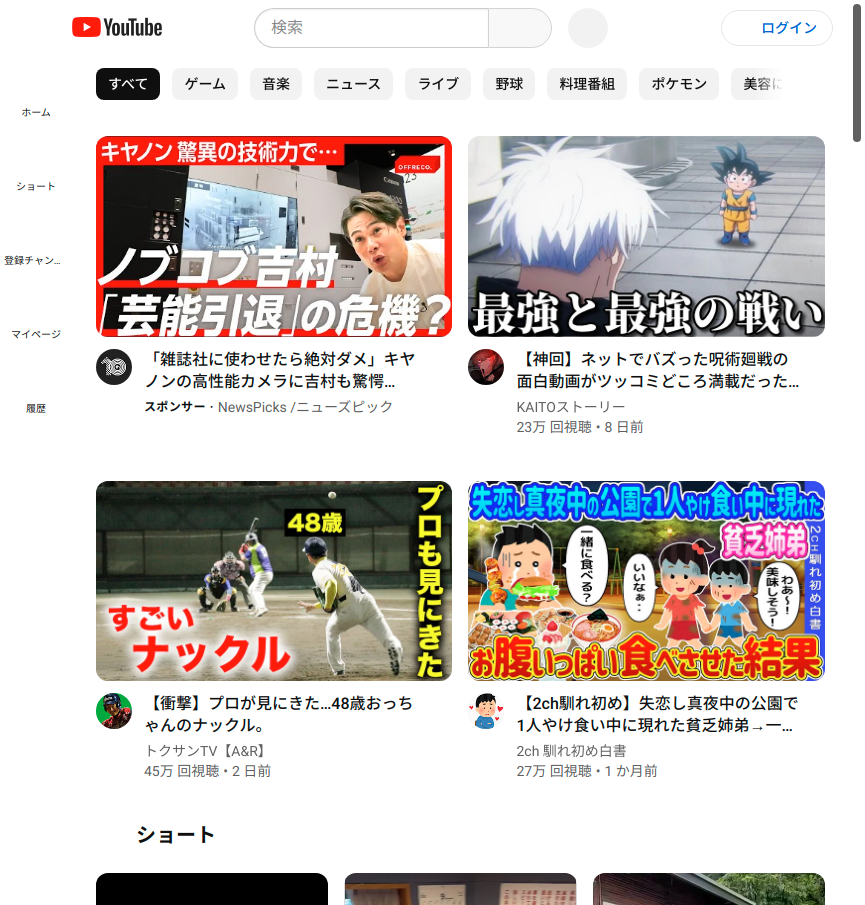 YouTube
検索
ログイン
すべて
ゲーム
音楽
ニュース
ライブ
野球
料理番組
ポケモン
美容に
ホーム
ショート
登録チャン…
マイページ
履歴
キヤノン 驚異の技術力で…
OFFRECO.
Canon
ノブコブ吉村
「芸能引退」の危機?
最強と最強の戦い
「雑誌社に使わせたら絶対ダメ」キヤ
ノンの高性能カメラに吉村も驚愕…
スポンサー・NewsPicks /ニューズピック
【神回】ネットでバズった呪術廻戦の
面白動画がツッコミどころ満載だった…
KAITOストーリー
23万 回視聴・8 日前
プロも見にきた
48歳
すごい
ナックル
失恋し真夜中の公園で1人やけ食い中に現れた
貧乏姉弟
2ch馴れ初め白書
一緒に食べる?
いいなぁ‥
わあ～!
美味しそう!
お腹いっぱい食べさせた結果
【衝撃】プロが見にきた…48歳おっち
ゃんのナックル。
トクサンTV【A&R】
45万 回視聴・2 日前
【2ch馴れ初め】失恋し真夜中の公園で
1人やけ食い中に現れた貧乏姉弟→一…
2ch 馴れ初め白書
27万 回視聴・1 か月前
ショート